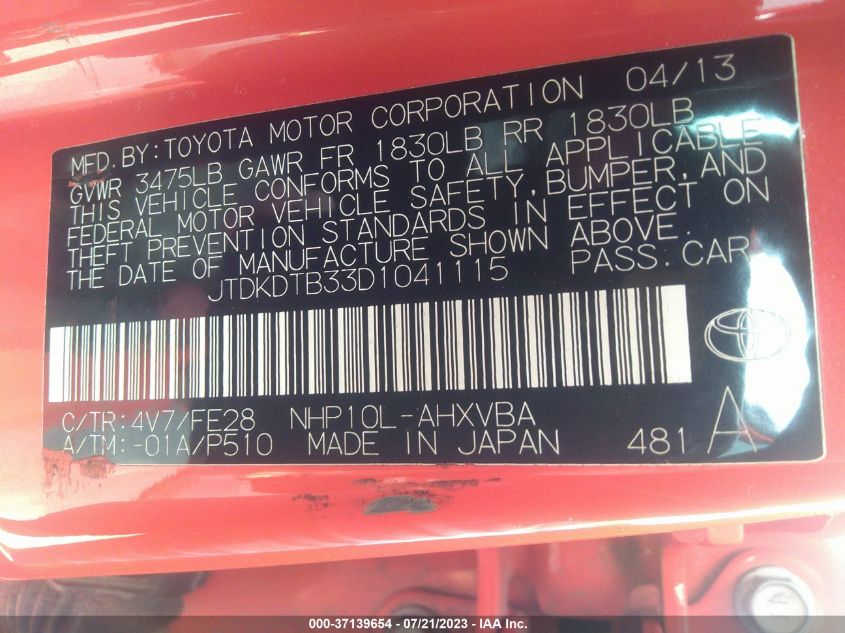 MFD.BY:TOYOTA MOTOR CORPORATION 04/13
GVWR 3475LB GAWR FR 1830LB RR 1830LB
THIS VEHICLE CONFORMS TO ALL APPLICABLE
FEDERAL MOTOR VEHICLE SAFETY, BUMPER, AND
THEFT PREVENTION STANDARDS IN EFFECT ON
THE DATE OF MANUFACTURE SHOWN ABOVE.
JTDKDTB33D1041115 PASS.CAR
C/TR:4V7/FE28 NHP10L-AHXVBA
A/TM:-01A/P510 MADE IN JAPAN 481 A
000-37139654 - 07/21/2023 - IAA Inc.